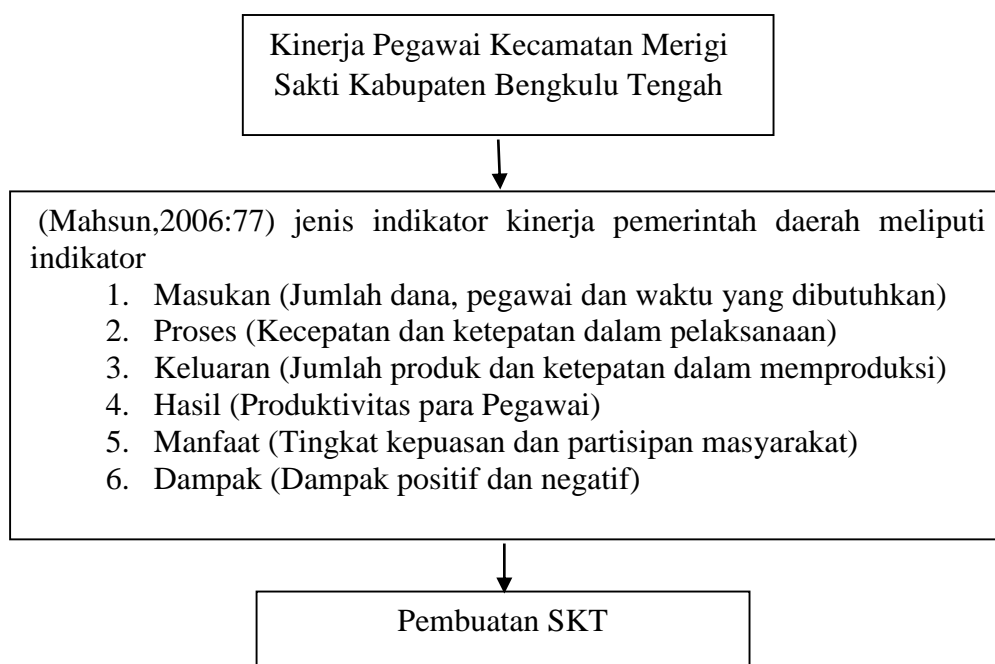 Kinerja Pegawai Kecamatan Merigi
Sakti Kabupaten Bengkulu Tengah
(Mahsun,2006:77) jenis indikator kinerja pemerintah daerah meliputi
indikator
1. Masukan (Jumlah dana, pegawai dan waktu yang dibutuhkan)
2. Proses (Kecepatan dan ketepatan dalam pelaksanaan)
3. Keluaran (Jumlah produk dan ketepatan dalam memproduksi)
4. Hasil (Produktivitas para Pegawai)
5. Manfaat (Tingkat kepuasan dan partisipan masyarakat)
6. Dampak (Dampak positif dan negatif)
Pembuatan SKT